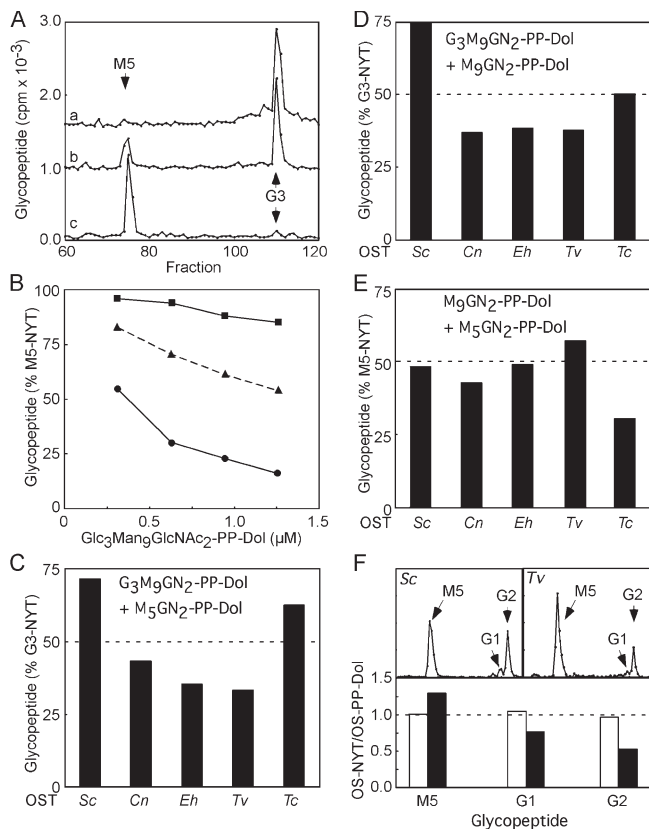 A
Glycopeptide (cpm x 10⁻³)
3.0
2.0
1.0
0.0
M5
a
b
c
G3
60
80
100
120
Fraction
B
Glycopeptide (% M5-NYT)
100
75
50
25
0
0
0.5
1.0
1.5
Glc₃Man₉GlcNAc₂-PP-Dol (μM)
C
Glycopeptide (% G3-NYT)
75
50
25
0
G₃M₉GN₂-PP-Dol
+ M₅GN₂-PP-Dol
OST Sc Cn Eh Tv Tc
D
Glycopeptide (% G3-NYT)
75
50
25
0
G₃M₉GN₂-PP-Dol
+ M₉GN₂-PP-Dol
OST Sc Cn Eh Tv Tc
E
Glycopeptide (% M5-NYT)
75
50
25
0
M₉GN₂-PP-Dol
+ M₅GN₂-PP-Dol
OST Sc Cn Eh Tv Tc
F
Sc
M5
G1
G2
Tv
M5
G1
G2
OS-NYT/OS-PP-Dol
1.5
1.0
0.5
0
M5 G1 G2
Glycopeptide